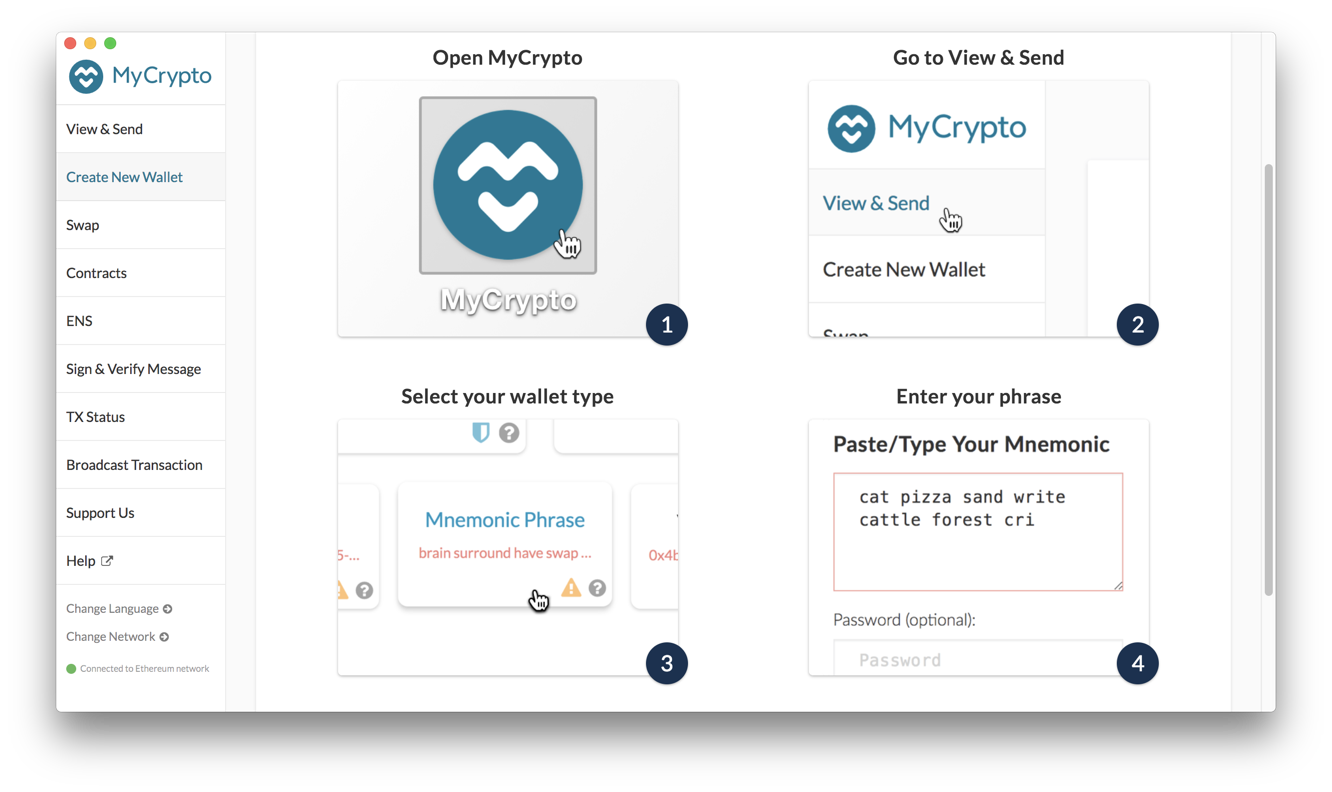 MyCrypto
View & Send
Create New Wallet
Swap
Contracts
ENS
Sign & Verify Message
TX Status
Broadcast Transaction
Support Us
Help
Change Language
Change Network
Connected to Ethereum network
Open MyCrypto
MyCrypto
1
Go to View & Send
MyCrypto
View & Send
Create New Wallet
Swap
2
Select your wallet type
?
Mnemonic Phrase
5-...
brain surround have swap ...
0x4b
?
?
3
Enter your phrase
Paste/Type Your Mnemonic
cat pizza sand write
cattle forest cri
Password (optional):
Password
4